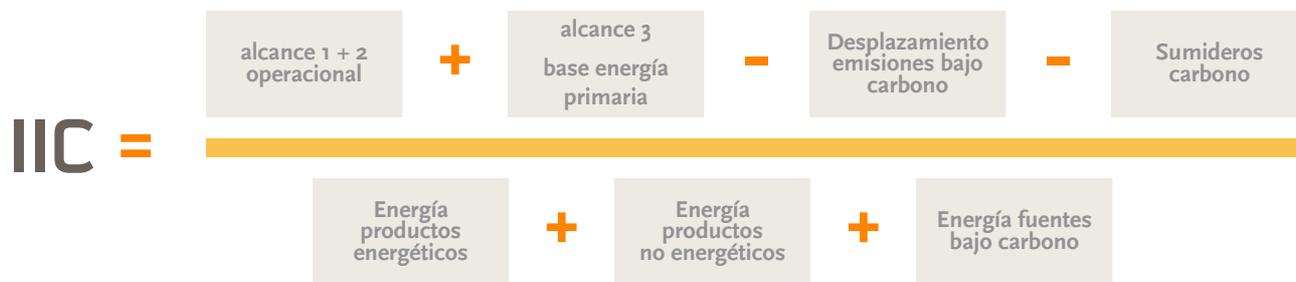 alcance 1 + 2
operacional
+
alcance 3
base energía
primaria
-
Desplazamiento
emisiones bajo
carbono
-
Sumideros
carbono
IIC =
Energía
productos
energéticos
+
Energía
productos
no energéticos
+
Energía fuentes
bajo carbono